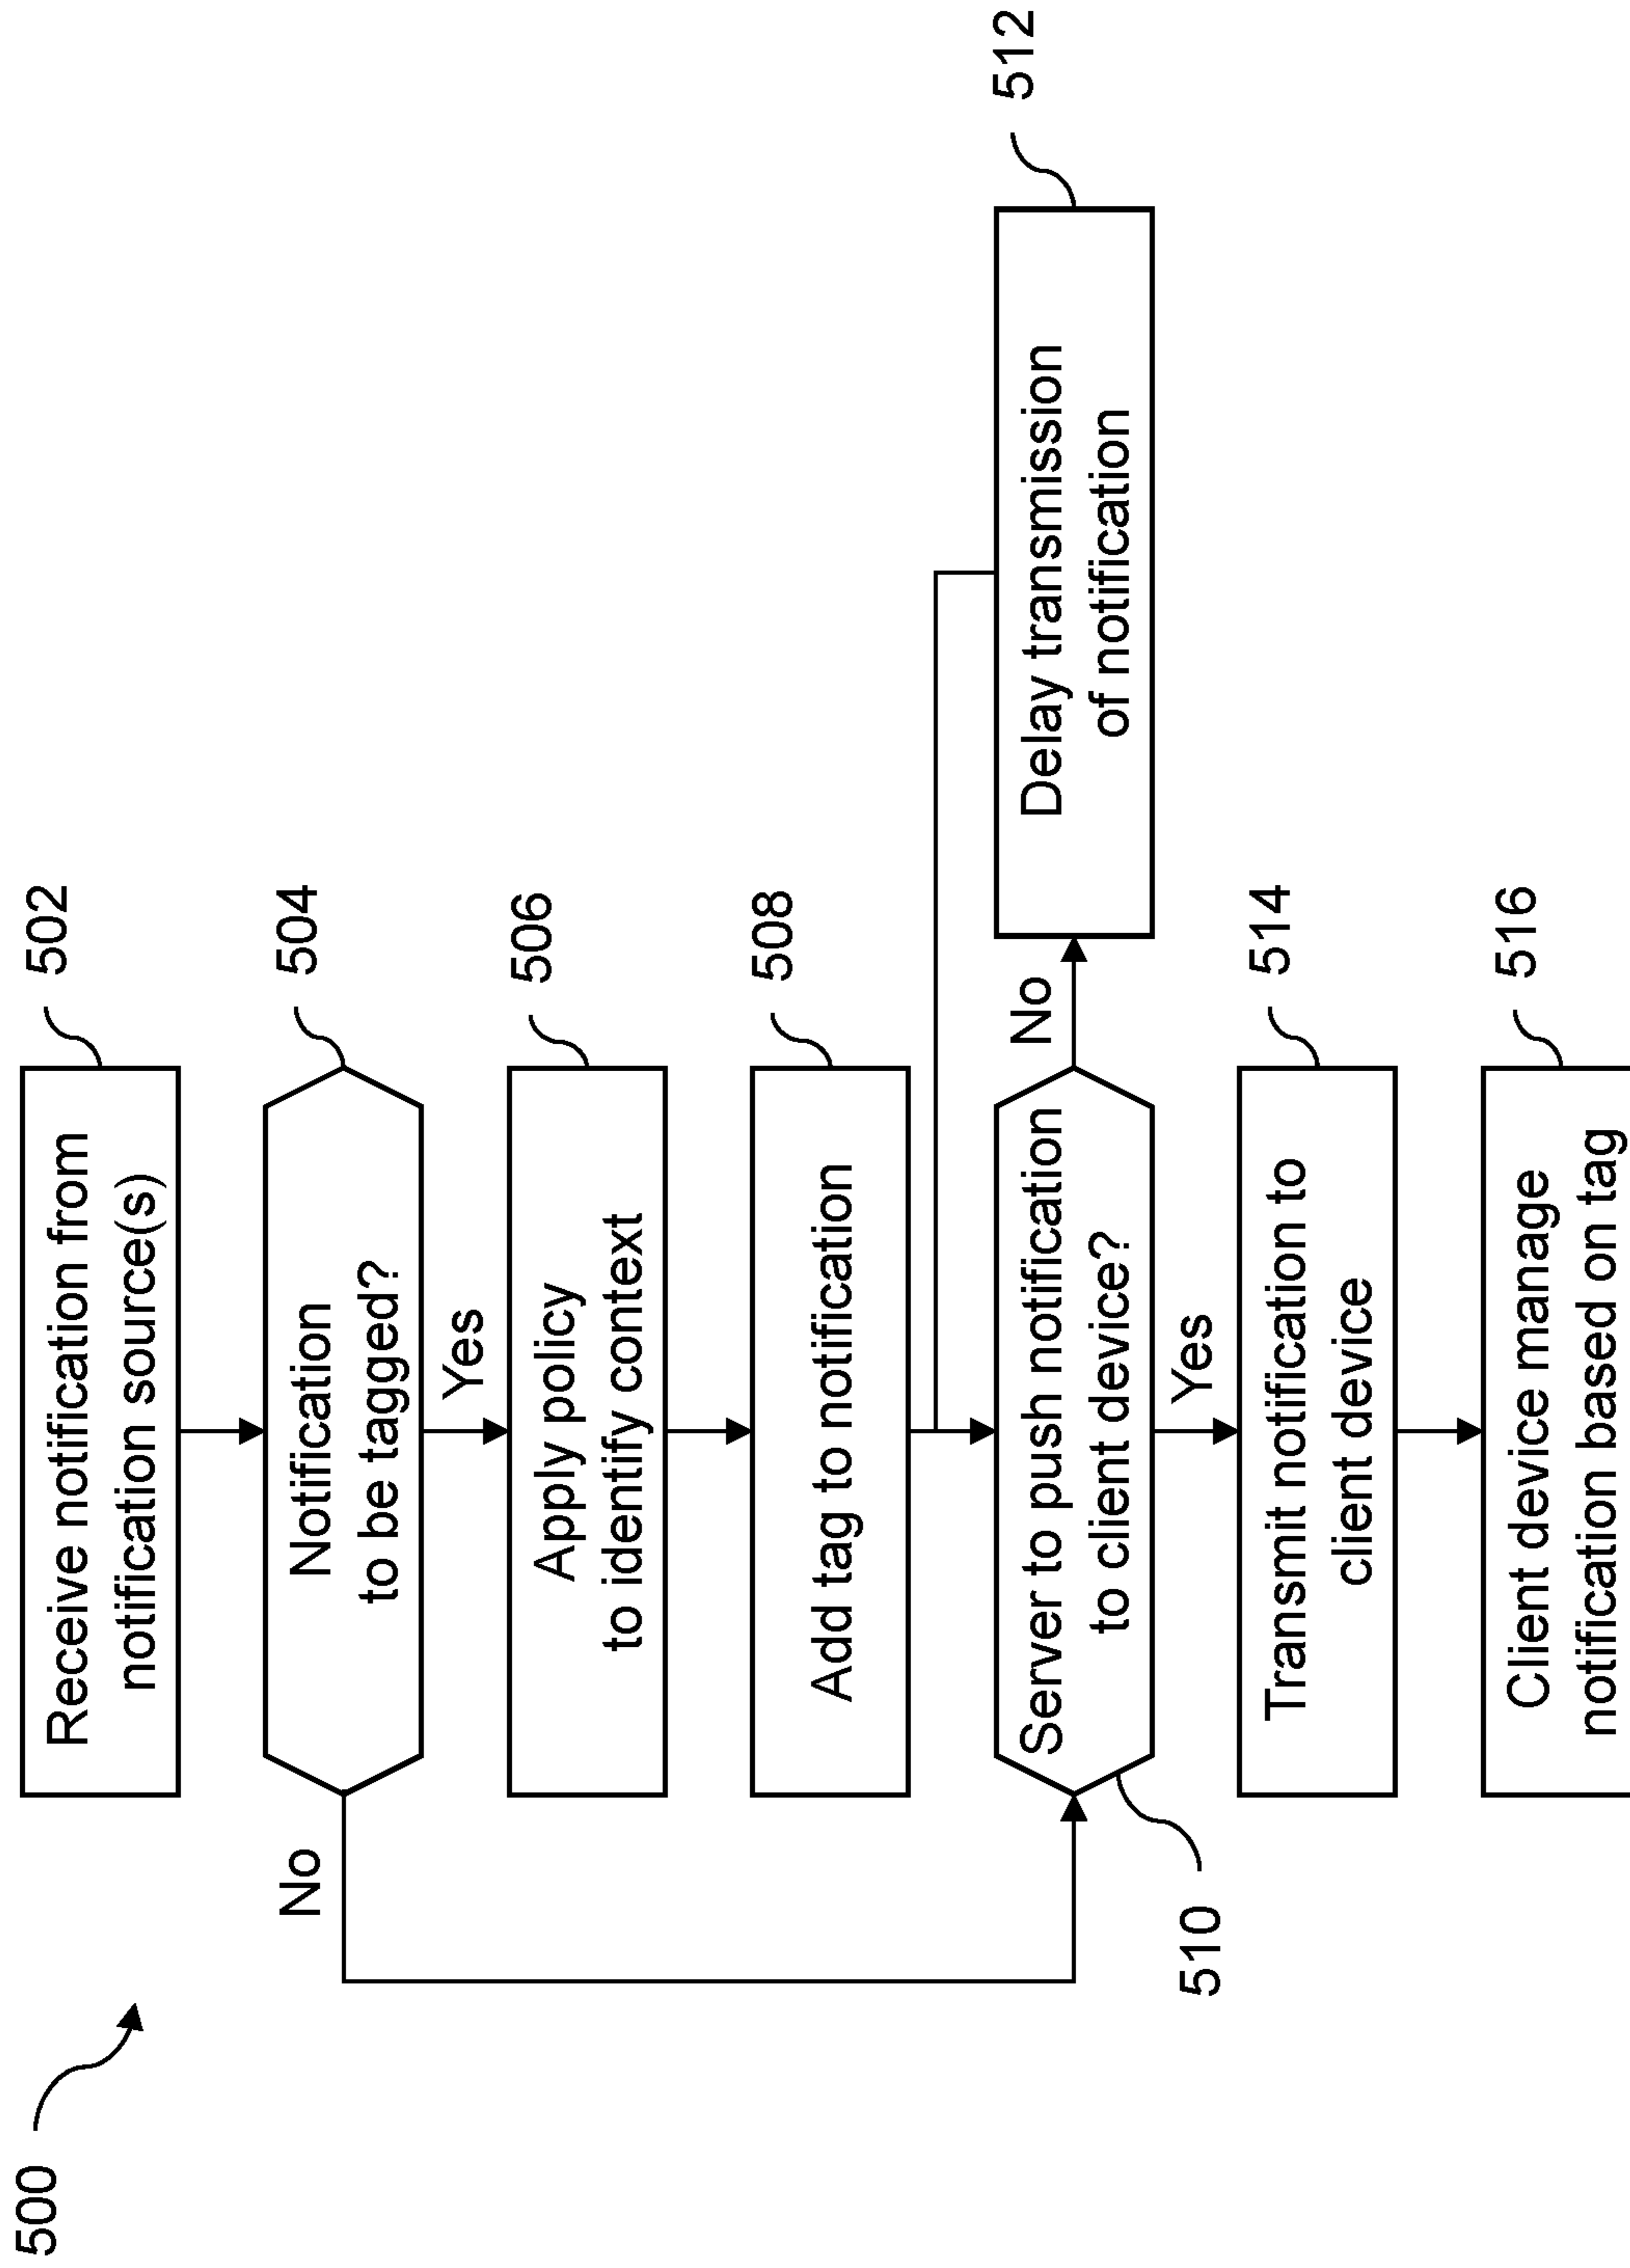 500
Receive notification from
notification source(s)
502
Notification
to be tagged?
504
No
Yes
Apply policy
to identify context
506
Add tag to notification
508
Server to push notification
to client device?
510
No
Delay transmission
of notification
512
Yes
Transmit notification to
client device
514
Client device manage
notification based on tag
516